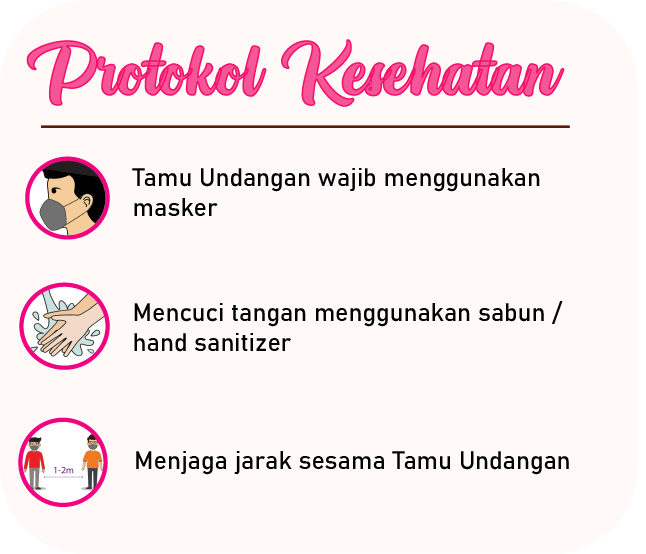 Protokol Kesehatan
Tamu Undangan wajib menggunakan
masker
Mencuci tangan menggunakan sabun /
hand sanitizer
1-2m
Menjaga jarak sesama Tamu Undangan